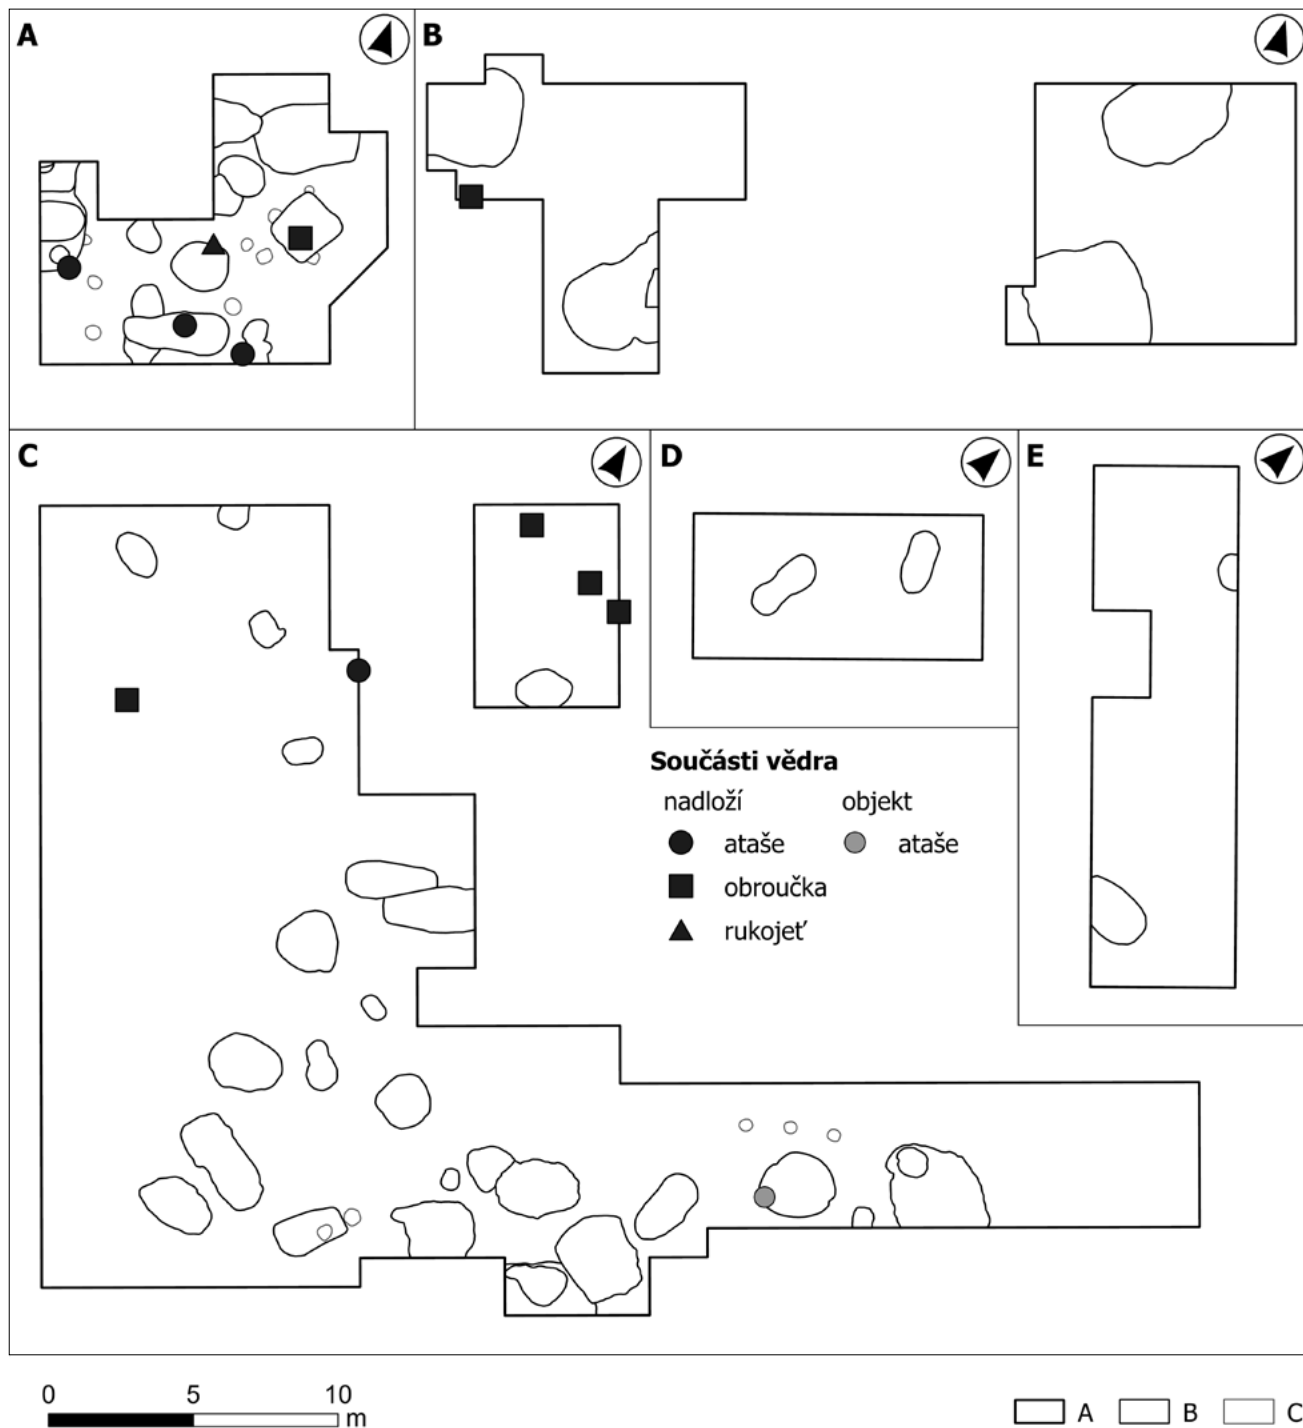 A
B
C
D
E
Součásti vědra
nadloží objekt
ataše ataše
obroučka
rukojeť
0 5 10
m
A B C